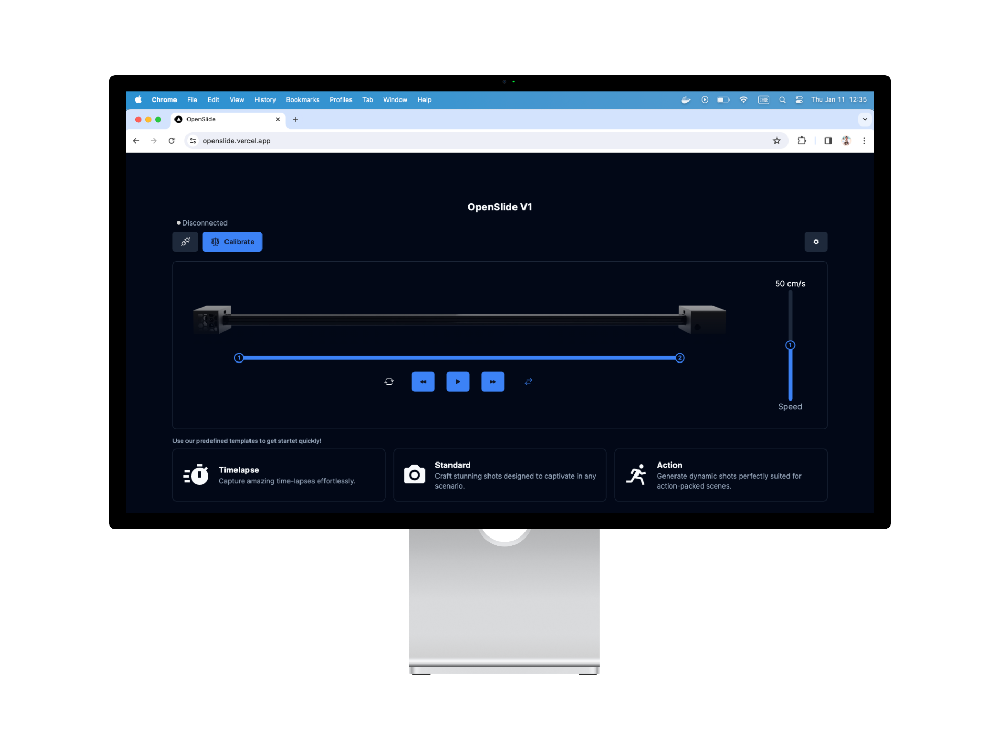 Chrome File Edit View History Bookmarks Profiles Tab Window Help Thu Jan 11 12:35
OpenSlide
openslide.vercel.app
OpenSlide V1
Disconnected
Calibrate
50 cm/s
1
1 2
Speed
Use our predefined templates to get startet quickly!
Timelapse
Capture amazing time-lapses effortlessly.
Standard
Craft stunning shots designed to captivate in any
scenario.
Action
Generate dynamic shots perfectly suited for
action-packed scenes.